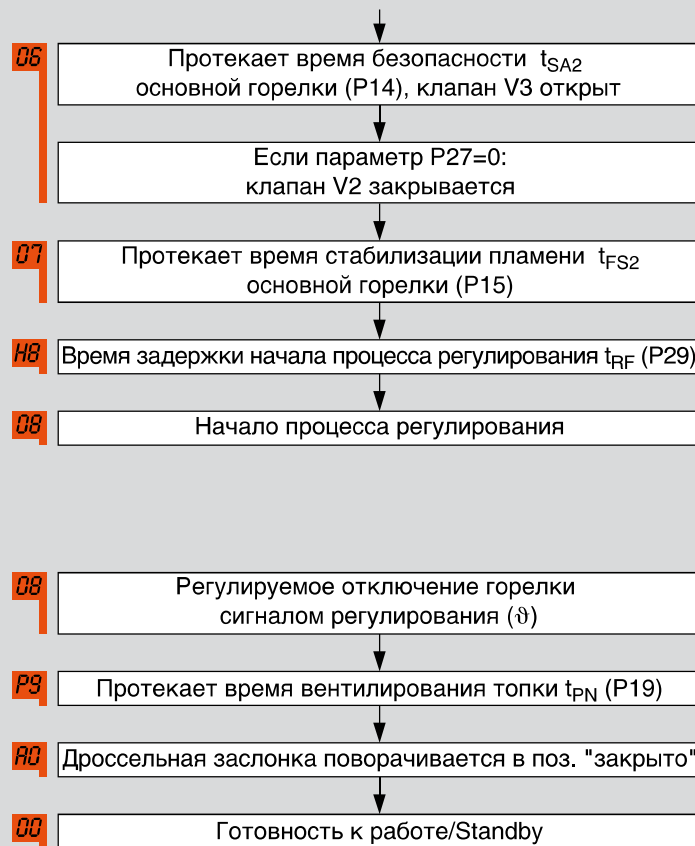 06
Протекает время безопасности tSA2
основной горелки (P14), клапан V3 открыт
Если параметр P27=0:
клапан V2 закрывается
07
Протекает время стабилизации пламени tFS2
основной горелки (P15)
H8
Время задержки начала процесса регулирования tRF (P29)
08
Начало процесса регулирования
08
Регулируемое отключение горелки
сигналом регулирования (ϑ)
P9
Протекает время вентилирования топки tPN (P19)
A0
Дроссельная заслонка поворачивается в поз. "закрыто"
00
Готовность к работе/Standby